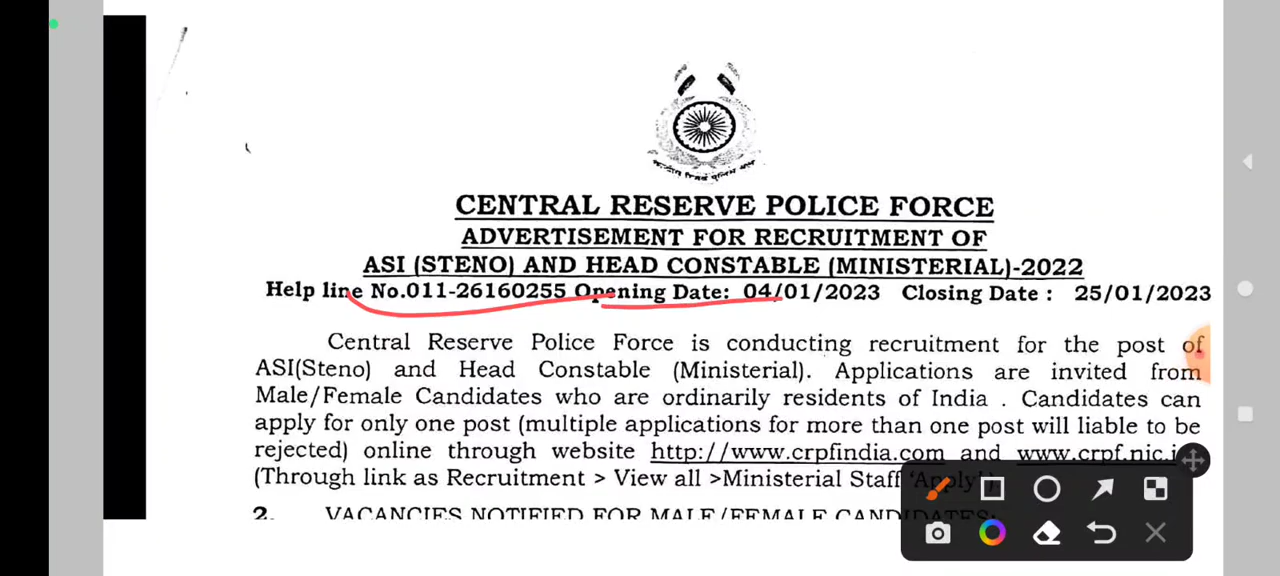 CENTRAL RESERVE POLICE FORCE
ADVERTISEMENT FOR RECRUITMENT OF
ASI (STENO) AND HEAD CONSTABLE (MINISTERIAL)-2022
Help line No.011-26160255 Opening Date: 04/01/2023 Closing Date : 25/01/2023
Central Reserve Police Force is conducting recruitment for the post of
ASI(Steno) and Head Constable (Ministerial). Applications are invited from
Male/Female Candidates who are ordinarily residents of India . Candidates can
apply for only one post (multiple applications for more than one post will liable to be
rejected) online through website http://www.crpfindia.com and www.crpf.nic.i
(Through link as Recruitment > View all >Ministerial Staff 'Apply')
2. VACANCIES NOTIFIED FOR MALE/FEMALE CANDIDATES: